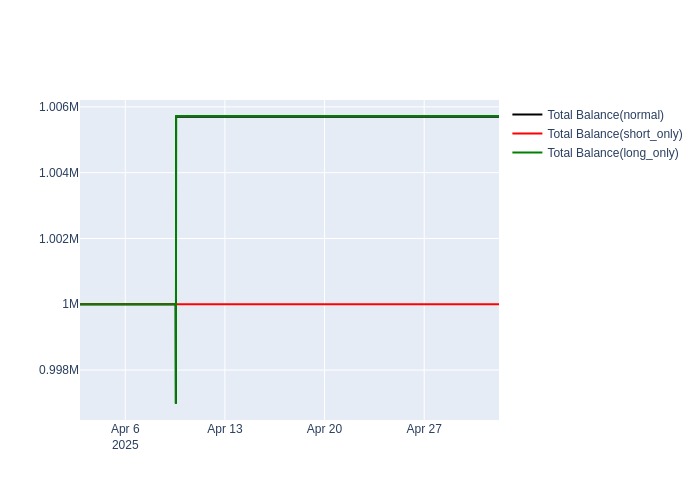 1.006M
1.004M
1.002M
1M
0.998M
Apr 6
2025
Apr 13
Apr 20
Apr 27
Total Balance(normal)
Total Balance(short_only)
Total Balance(long_only)